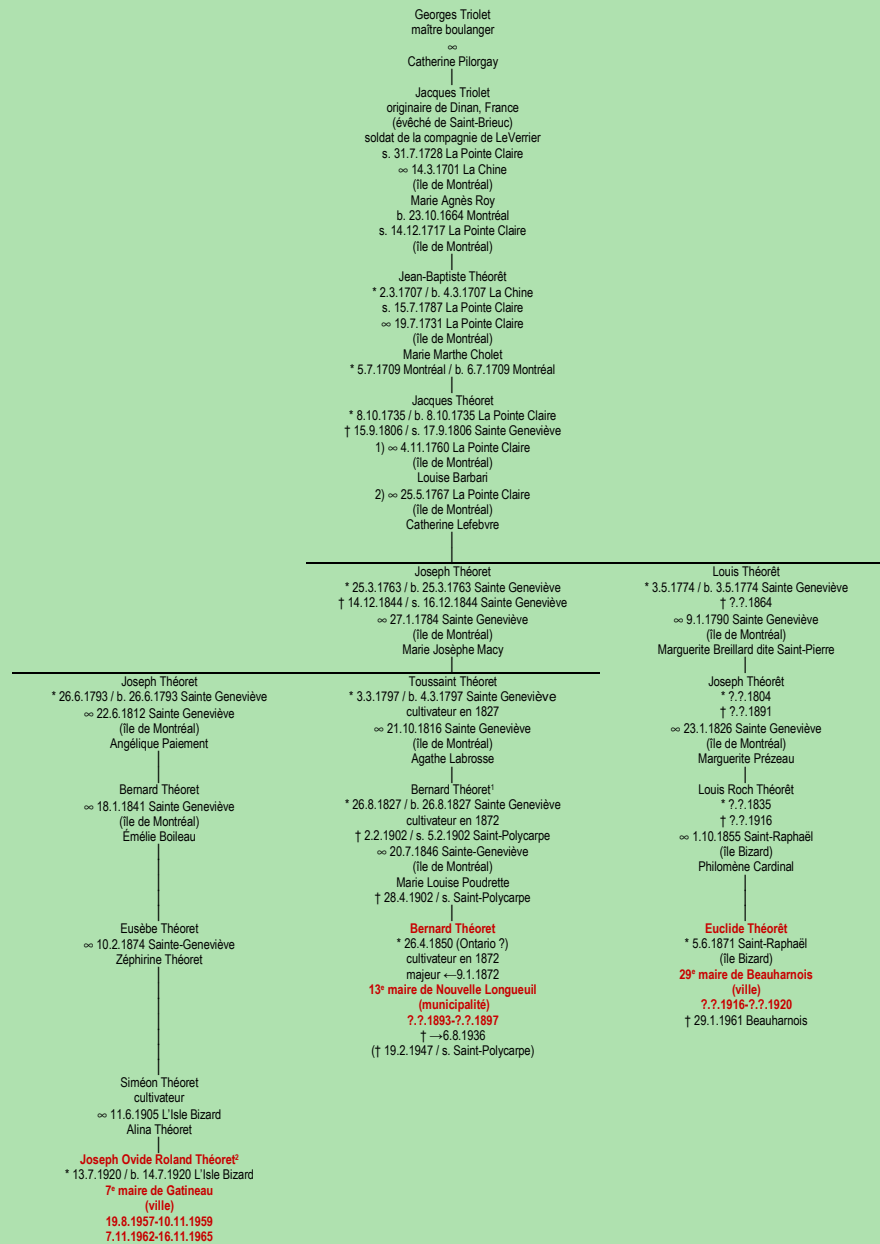 Georges Triolet
maître boulanger
∞
Catherine Pilorgay
Jacques Triolet
originaire de Dinan, France
(évêché de Saint-Brieuc)
soldat de la compagnie de LeVerrier
s. 31.7.1728 La Pointe Claire
∞ 14.3.1701 La Chine
(île de Montréal)
Marie Agnès Roy
b. 23.10.1664 Montréal
s. 14.12.1717 La Pointe Claire
(île de Montréal)
Jean-Baptiste Théorêt
* 2.3.1707 / b. 4.3.1707 La Chine
s. 15.7.1787 La Pointe Claire
∞ 19.7.1731 La Pointe Claire
(île de Montréal)
Marie Marthe Cholet
* 5.7.1709 Montréal / b. 6.7.1709 Montréal
Jacques Théoret
* 8.10.1735 / b. 8.10.1735 La Pointe Claire
† 15.9.1806 / s. 17.9.1806 Sainte Geneviève
1) ∞ 4.11.1760 La Pointe Claire
(île de Montréal)
Louise Barbari
2) ∞ 25.5.1767 La Pointe Claire
(île de Montréal)
Catherine Lefebvre
Joseph Théoret
* 25.3.1763 / b. 25.3.1763 Sainte Geneviève
† 14.12.1844 / s. 16.12.1844 Sainte Geneviève
∞ 27.1.1784 Sainte Geneviève
(île de Montréal)
Marie Josèphe Macy
Louis Théorêt
* 3.5.1774 / b. 3.5.1774 Sainte Geneviève
† ?.?.1864
∞ 9.1.1790 Sainte Geneviève
(île de Montréal)
Marguerite Breillard dite Saint-Pierre
Joseph Théoret
* 26.6.1793 / b. 26.6.1793 Sainte Geneviève
∞ 22.6.1812 Sainte Geneviève
(île de Montréal)
Angélique Paiement
Toussaint Théoret
* 3.3.1797 / b. 4.3.1797 Sainte Geneviève
cultivateur en 1827
∞ 21.10.1816 Sainte Geneviève
(île de Montréal)
Agathe Labrosse
Joseph Théorêt
* ?.?.1804
† ?.?.1891
∞ 23.1.1826 Sainte Geneviève
(île de Montréal)
Marguerite Prézeau
Bernard Théoret
∞ 18.1.1841 Sainte Geneviève
(île de Montréal)
Émélie Boileau
Bernard Théoret¹
* 26.8.1827 / b. 26.8.1827 Sainte Geneviève
cultivateur en 1872
† 2.2.1902 / s. 5.2.1902 Saint-Polycarpe
∞ 20.7.1846 Sainte-Geneviève
(île de Montréal)
Marie Louise Poudrette
† 28.4.1902 / s. Saint-Polycarpe
Louis Roch Théorêt
* ?.?.1835
† ?.?.1916
∞ 1.10.1855 Saint-Raphaël
(île Bizard)
Philomène Cardinal
Eusèbe Théoret
∞ 10.2.1874 Sainte-Geneviève
Zéphirine Théoret
Bernard Théoret
* 26.4.1850 (Ontario ?)
cultivateur en 1872
majeur ←9.1.1872
13e maire de Nouvelle Longueuil
(municipalité)
?.?.1893-?.?.1897
† →6.8.1936
(† 19.2.1947 / s. Saint-Polycarpe)
Euclide Théorêt
* 5.6.1871 Saint-Raphaël
(île Bizard)
29e maire de Beauharnois
(ville)
?.?.1916-?.?.1920
† 29.1.1961 Beauharnois
Siméon Théoret
cultivateur
∞ 11.6.1905 L'Isle Bizard
Alina Théoret
Joseph Ovide Roland Théoret²
* 13.7.1920 / b. 14.7.1920 L'Isle Bizard
7e maire de Gatineau
(ville)
19.8.1957-10.11.1959
7.11.1962-16.11.1965